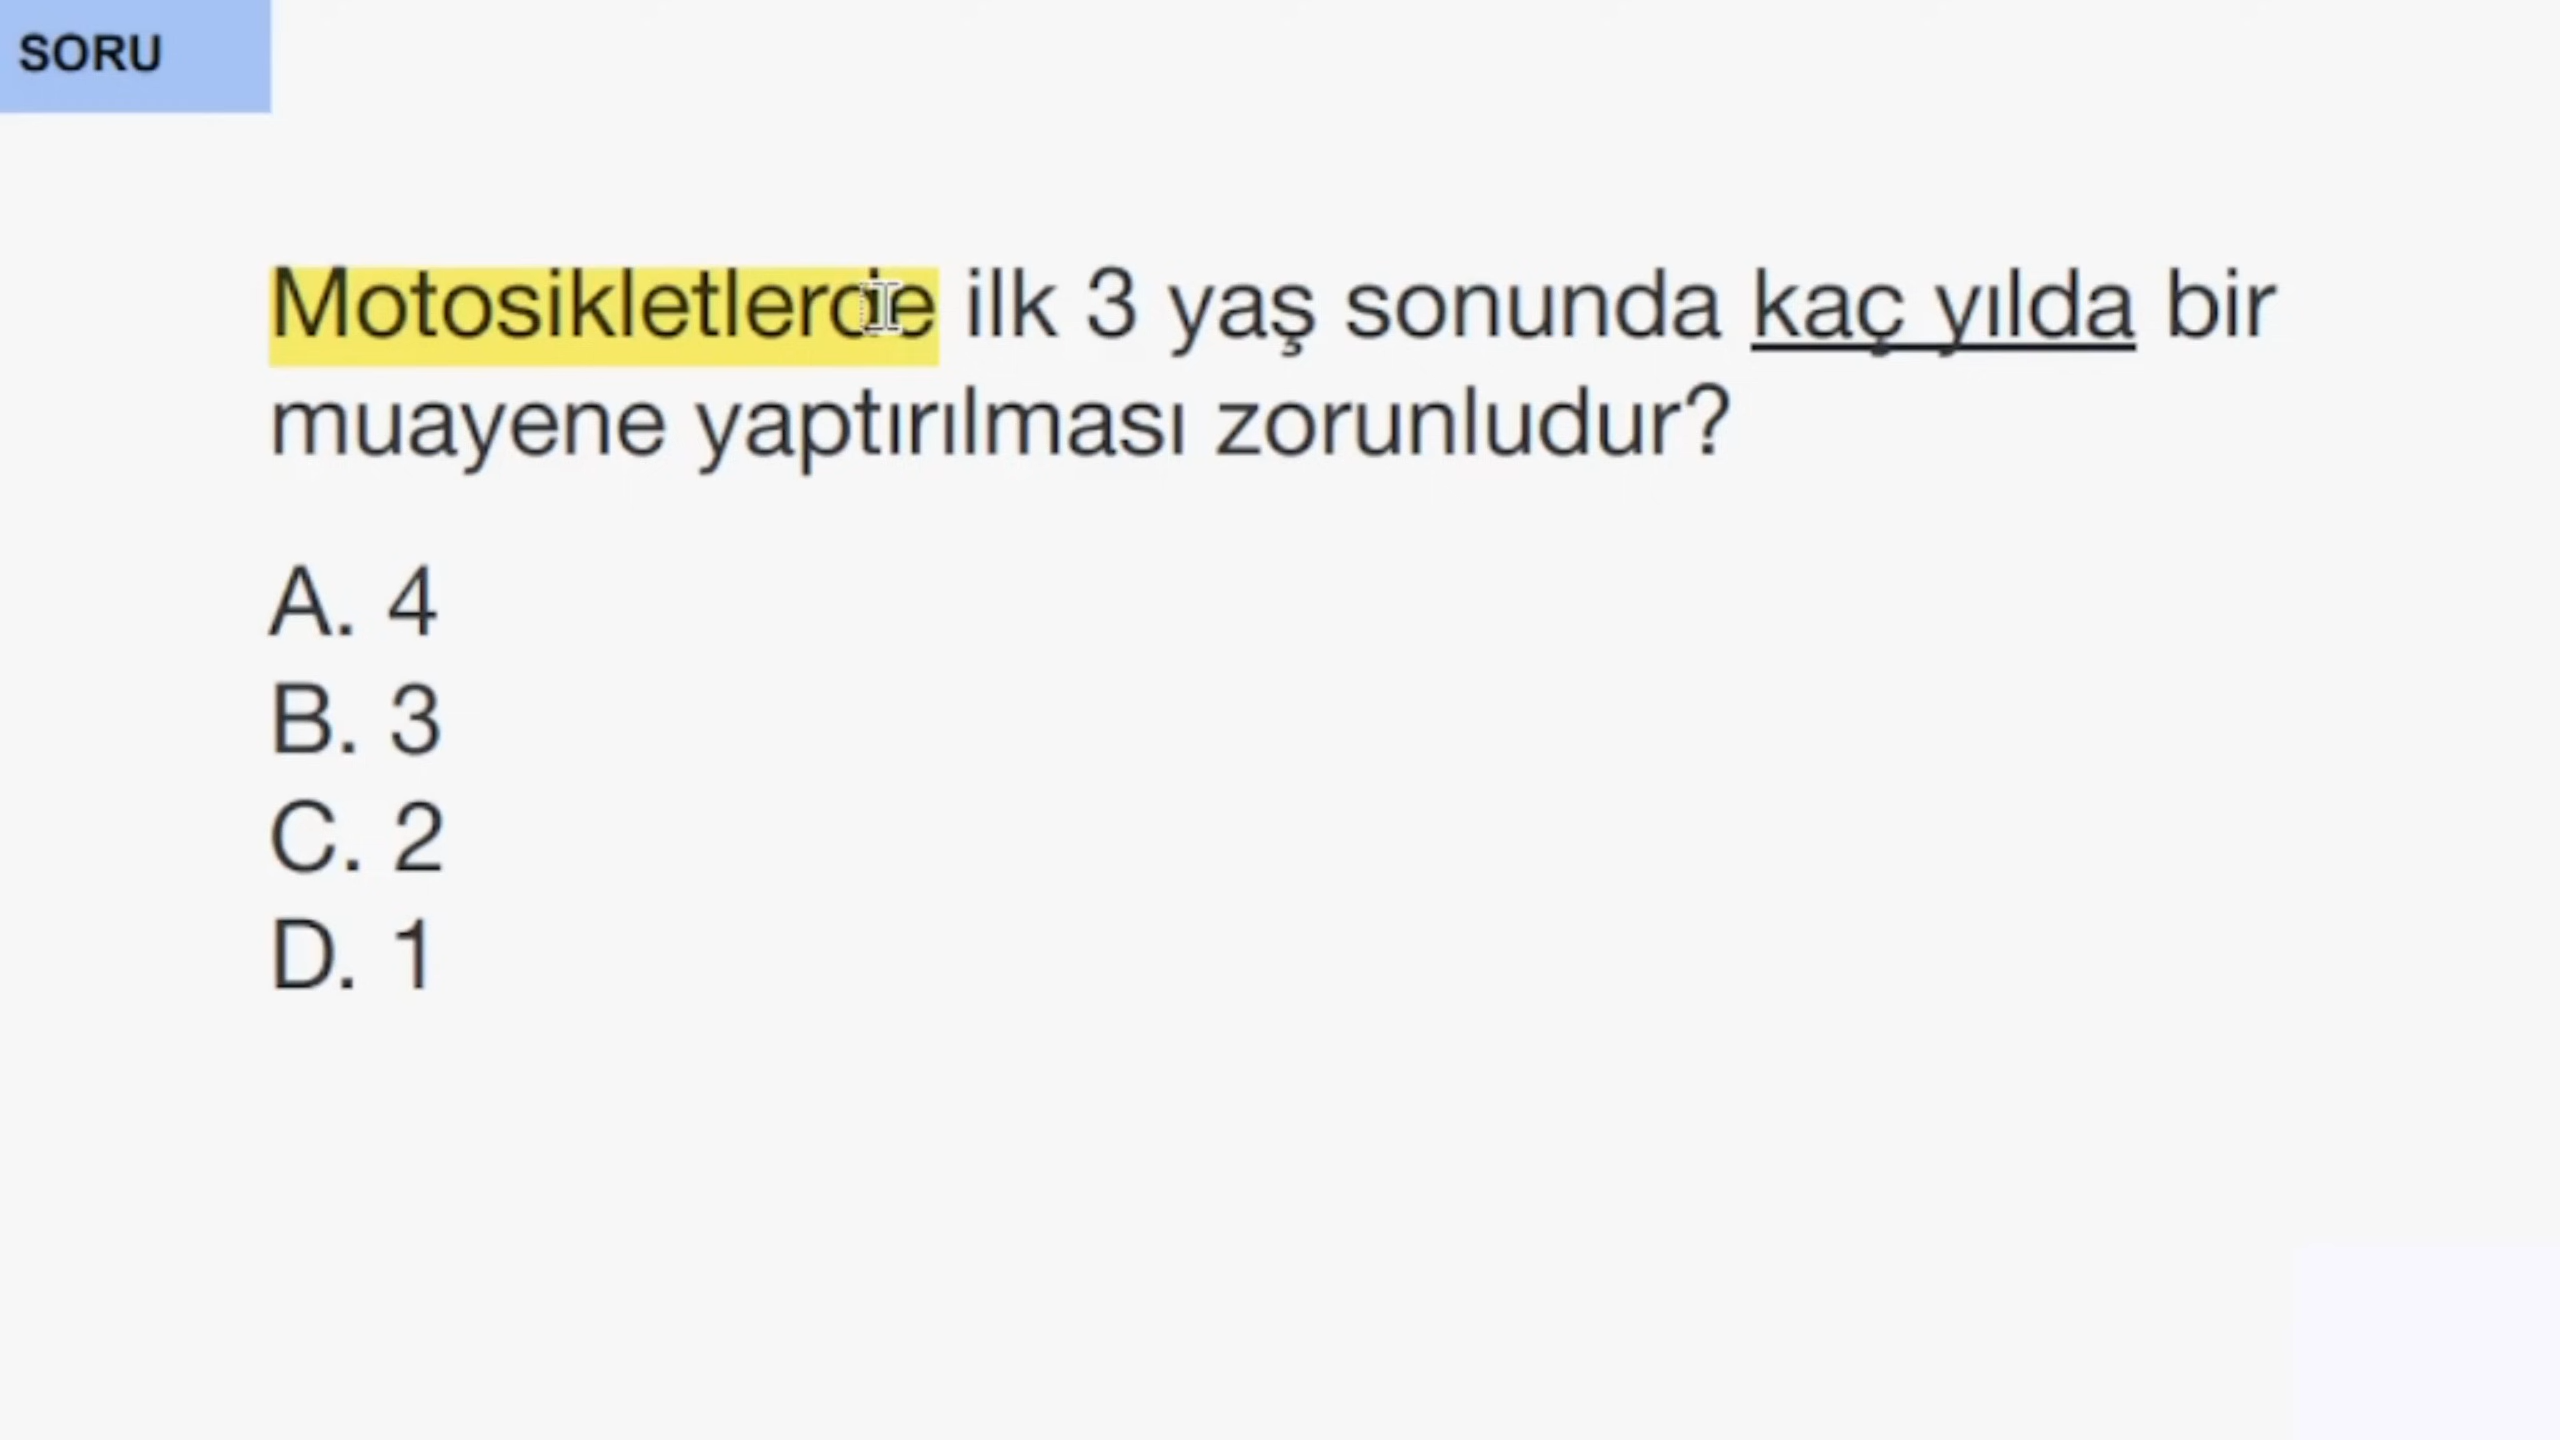 SORU
Motosikletlerde ilk 3 yaş sonunda kaç yılda bir
muayene yaptırılması zorunludur?
A. 4
B. 3
C. 2
D. 1